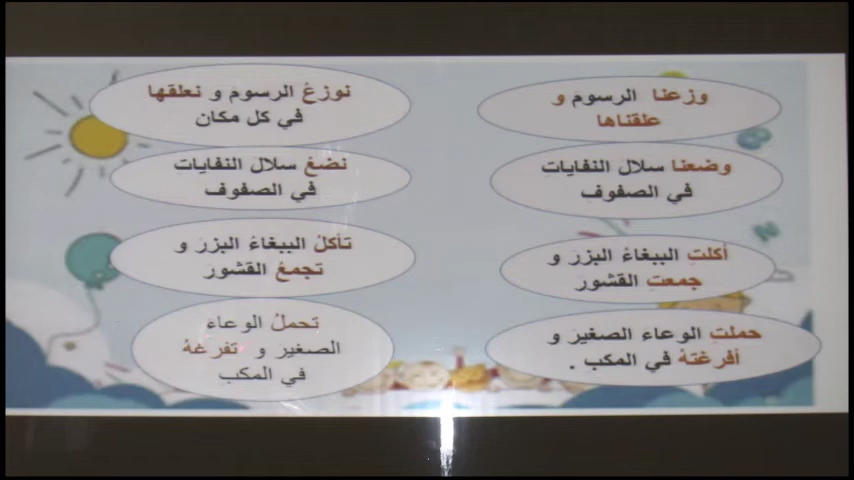 وزعنا الرسومَ و
علقناها
نوزعُ الرسومَ و نعلقها
في كل مكان
وضعنا سلالَ النفاياتِ
في الصفوف
نضعُ سلال النفاياتِ
في الصفوف
أكلتِ الببغاءُ البزرَ و
جمعتِ القشورَ
تأكلُ الببغاءُ البزرَ و
تجمعُ القشورَ
حملتِ الوعاء الصغيرَ و
أفرغتهُ في المكب .
تحملُ الوعاء
الصغير و تفرغهُ
في المكب